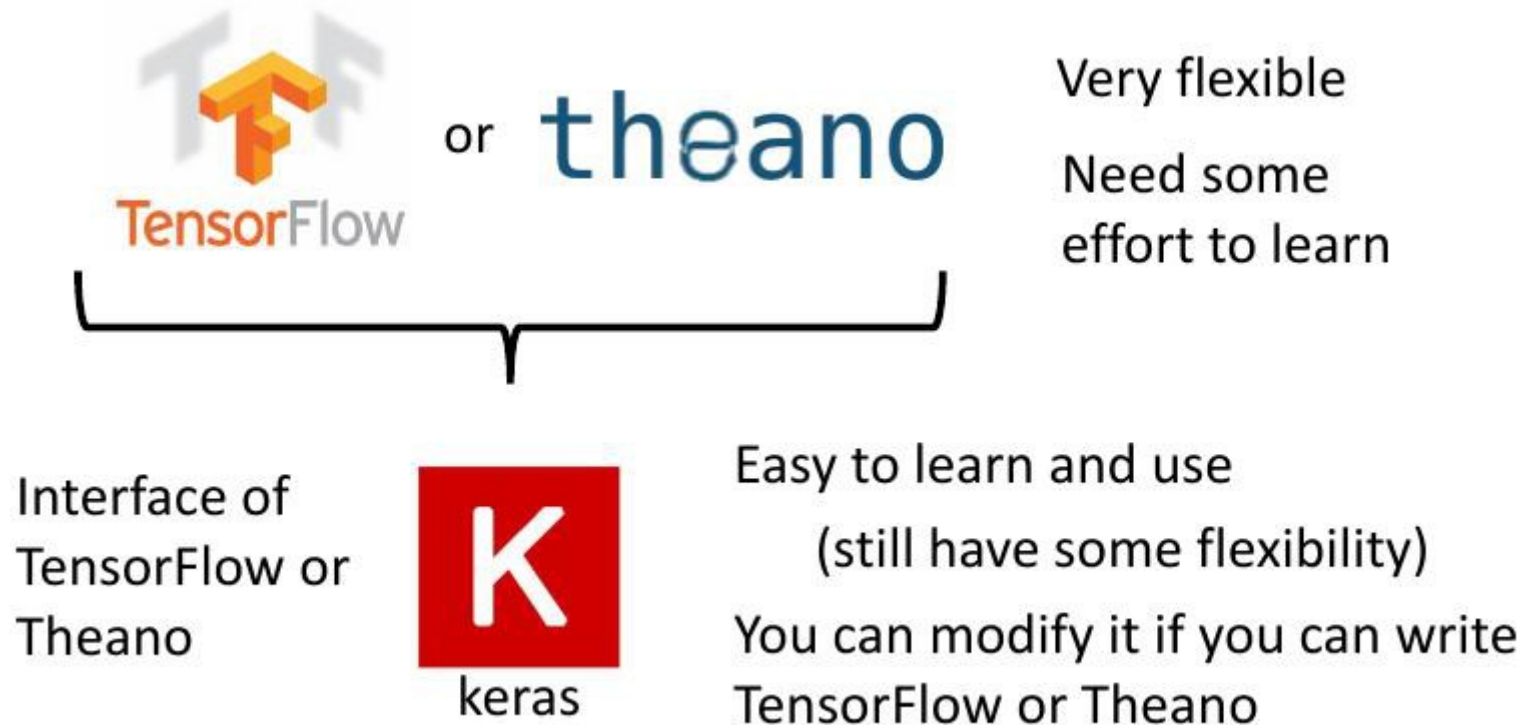 TF
TensorFlow
or
theano
Very flexible
Need some
effort to learn
Interface of
TensorFlow or
Theano
K
keras
Easy to learn and use
(still have some flexibility)
You can modify it if you can write
TensorFlow or Theano